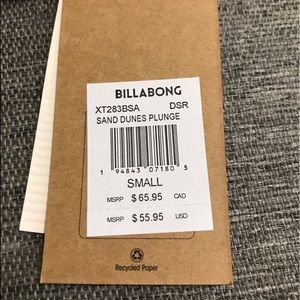 BILLABONG
XT283BSA DSR
SAND DUNES PLUNGE
1 94843 07180 5
SMALL
MSRP $ 65.95 CAD
MSRP $ 55.95 USD
Recycled Paper